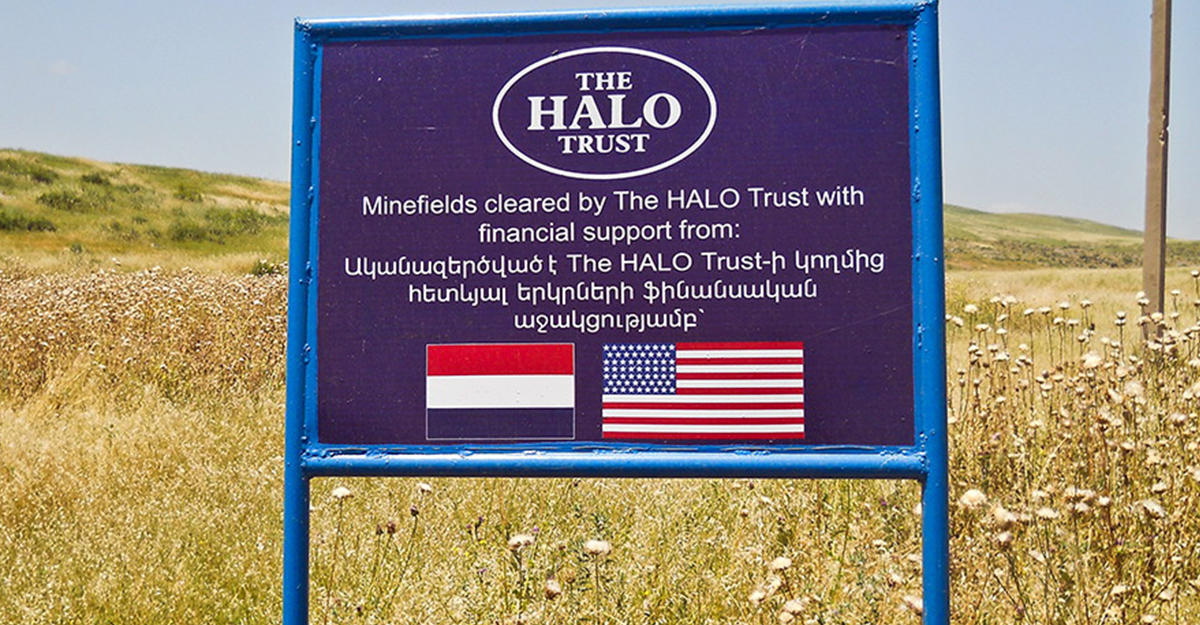 THE
HALO
TRUST
Minefields cleared by The HALO Trust with
financial support from:
Ականազերծված է The HALO Trust-ի կողմից
հետևյալ երկրների ֆինանսական
աջակցությամբ՝